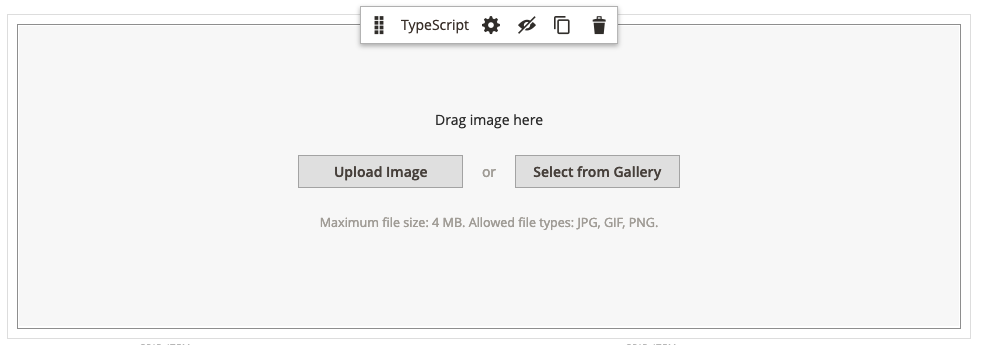 TypeScript
Drag image here
Upload Image or Select from Gallery
Maximum file size: 4 MB. Allowed file types: JPG, GIF, PNG.